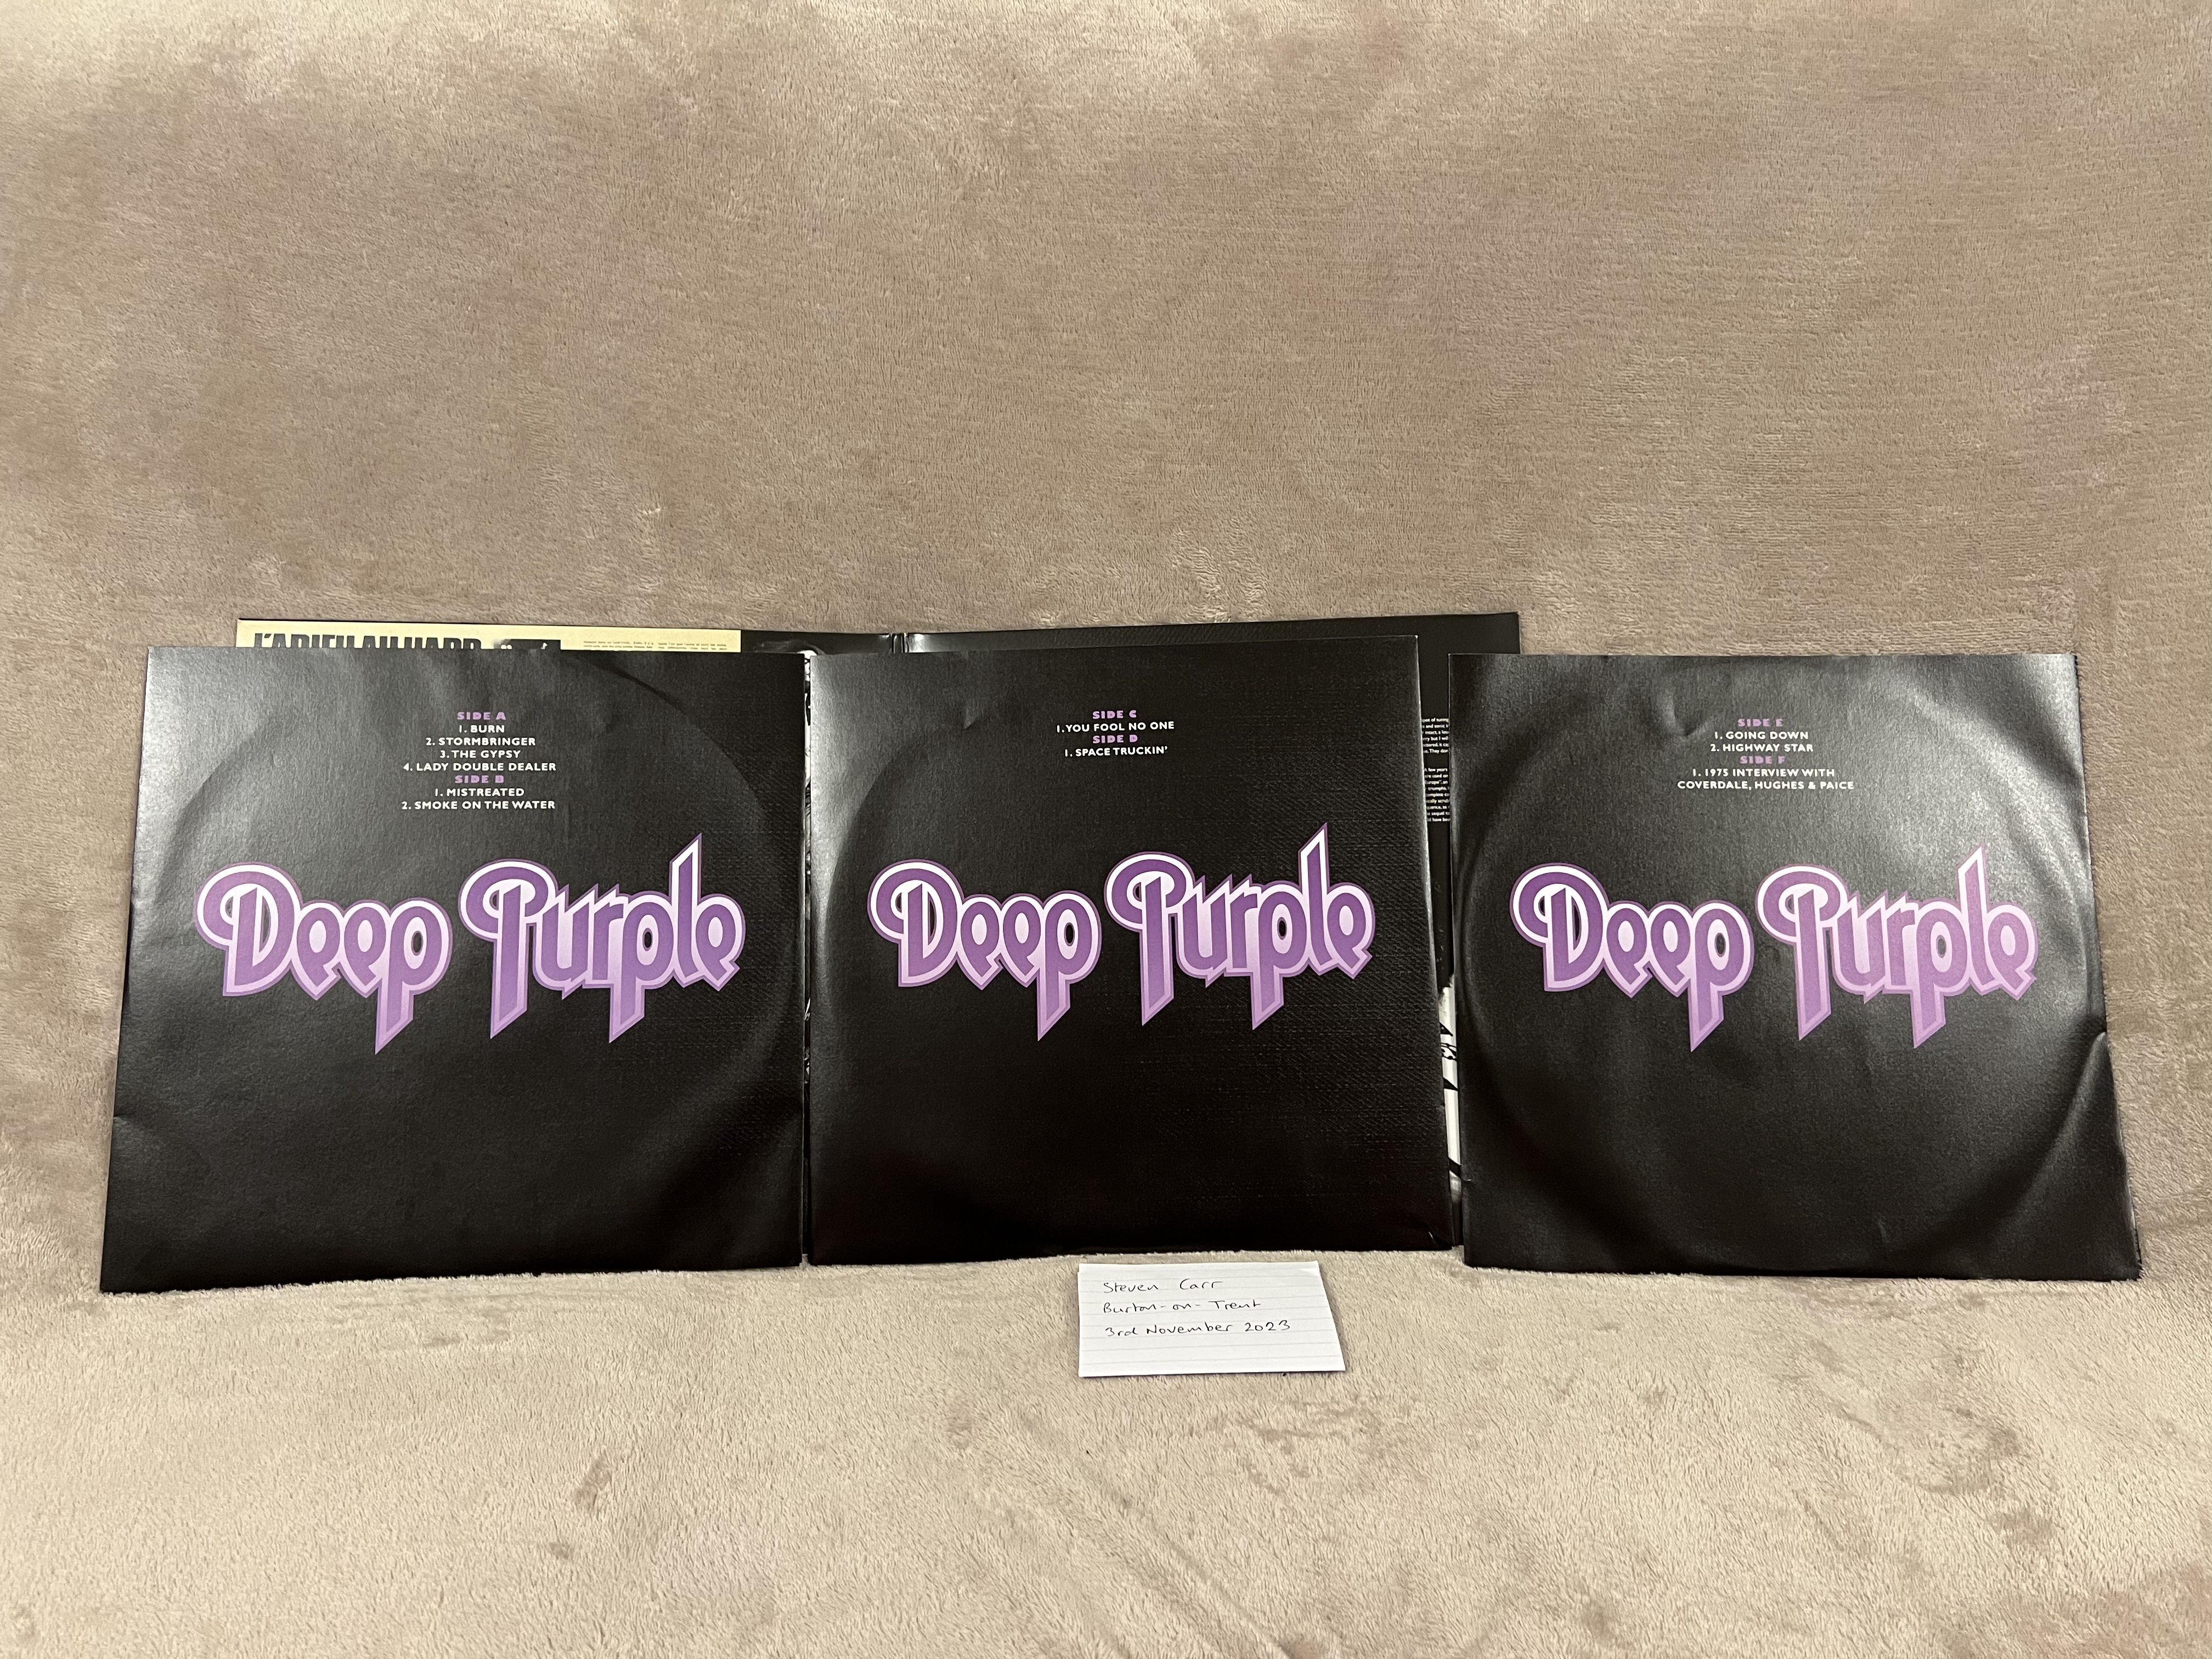 L'ADIEU AU HARD
SIDE A
1. BURN
2. STORMBRINGER
3. THE GYPSY
4. LADY DOUBLE DEALER
SIDE B
1. MISTREATED
2. SMOKE ON THE WATER
Deep Purple
SIDE C
1. YOU FOOL NO ONE
SIDE D
1. SPACE TRUCKIN'
Deep Purple
SIDE E
1. GOING DOWN
2. HIGHWAY STAR
SIDE F
1. 1975 INTERVIEW WITH
COVERDALE, HUGHES & PAICE
Deep Purple
Steven Carr
Burton-on-Trent
3rd November 2023